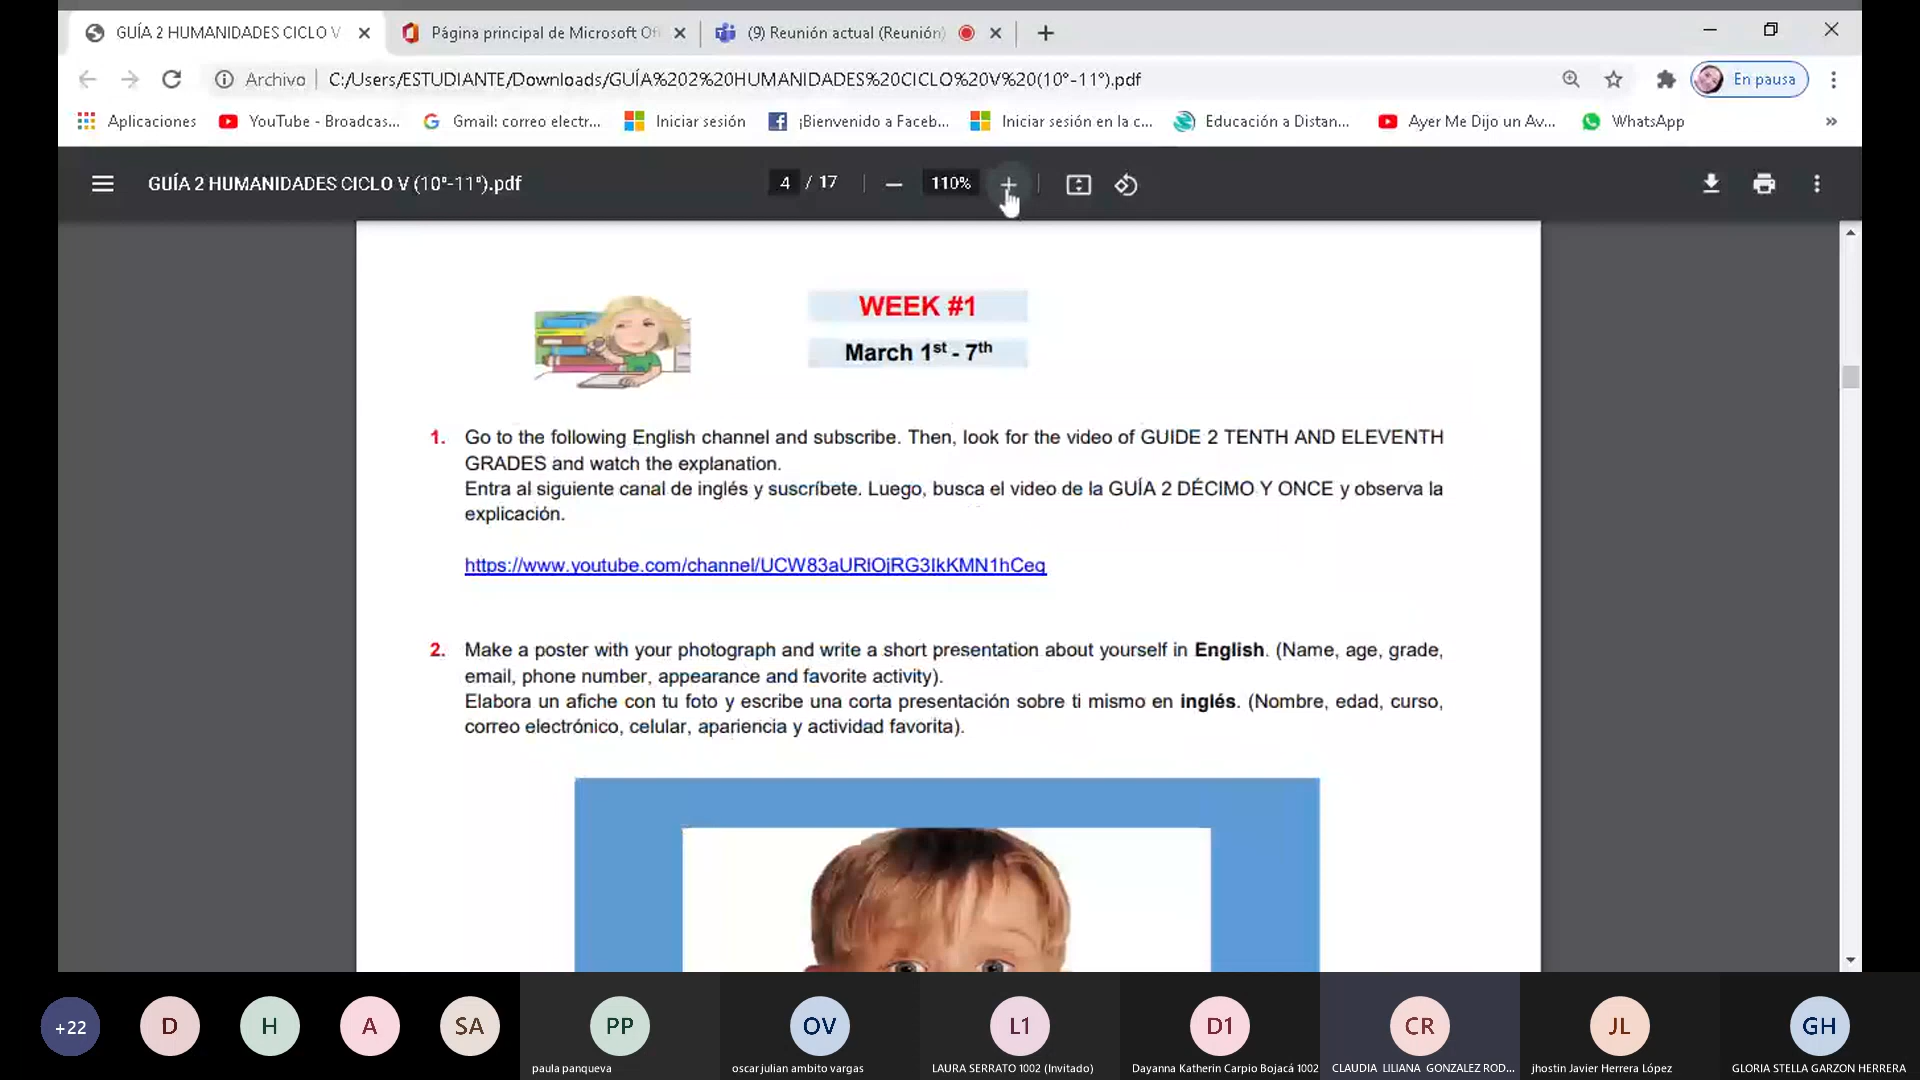 GUÍA 2 HUMANIDADES CICLO V
Página principal de Microsoft Of
(9) Reunión actual (Reunión)
Archivo
C:/Users/ESTUDIANTE/Downloads/GUÍA%202%20HUMANIDADES%20CICLO%20V%20(10°-11°).pdf
En pausa
Aplicaciones
YouTube - Broadcas...
Gmail: correo electr...
Iniciar sesión
¡Bienvenido a Faceb...
Iniciar sesión en la c...
Educación a Distan...
Ayer Me Dijo un Av...
WhatsApp
»
GUÍA 2 HUMANIDADES CICLO V (10°-11°).pdf
4 / 17
110%
WEEK #1
March 1st - 7th
1. Go to the following English channel and subscribe. Then, look for the video of GUIDE 2 TENTH AND ELEVENTH
GRADES and watch the explanation.
Entra al siguiente canal de inglés y suscríbete. Luego, busca el video de la GUÍA 2 DÉCIMO Y ONCE y observa la
explicación.
https://www.youtube.com/channel/UCW83aURlOjRG3IkKMN1hCeq
2. Make a poster with your photograph and write a short presentation about yourself in English. (Name, age, grade,
email, phone number, appearance and favorite activity).
Elabora un afiche con tu foto y escribe una corta presentación sobre ti mismo en inglés. (Nombre, edad, curso,
correo electrónico, celular, apariencia y actividad favorita).
+22
D
H
A
SA
PP
OV
L1
D1
CR
JL
GH
paula panqueva
oscar julian ambito vargas
LAURA SERRATO 1002 (Invitado)
Dayanna Katherin Carpio Bojacá 1002
CLAUDIA LILIANA GONZALEZ ROD...
jhostin Javier Herrera López
GLORIA STELLA GARZON HERRERA